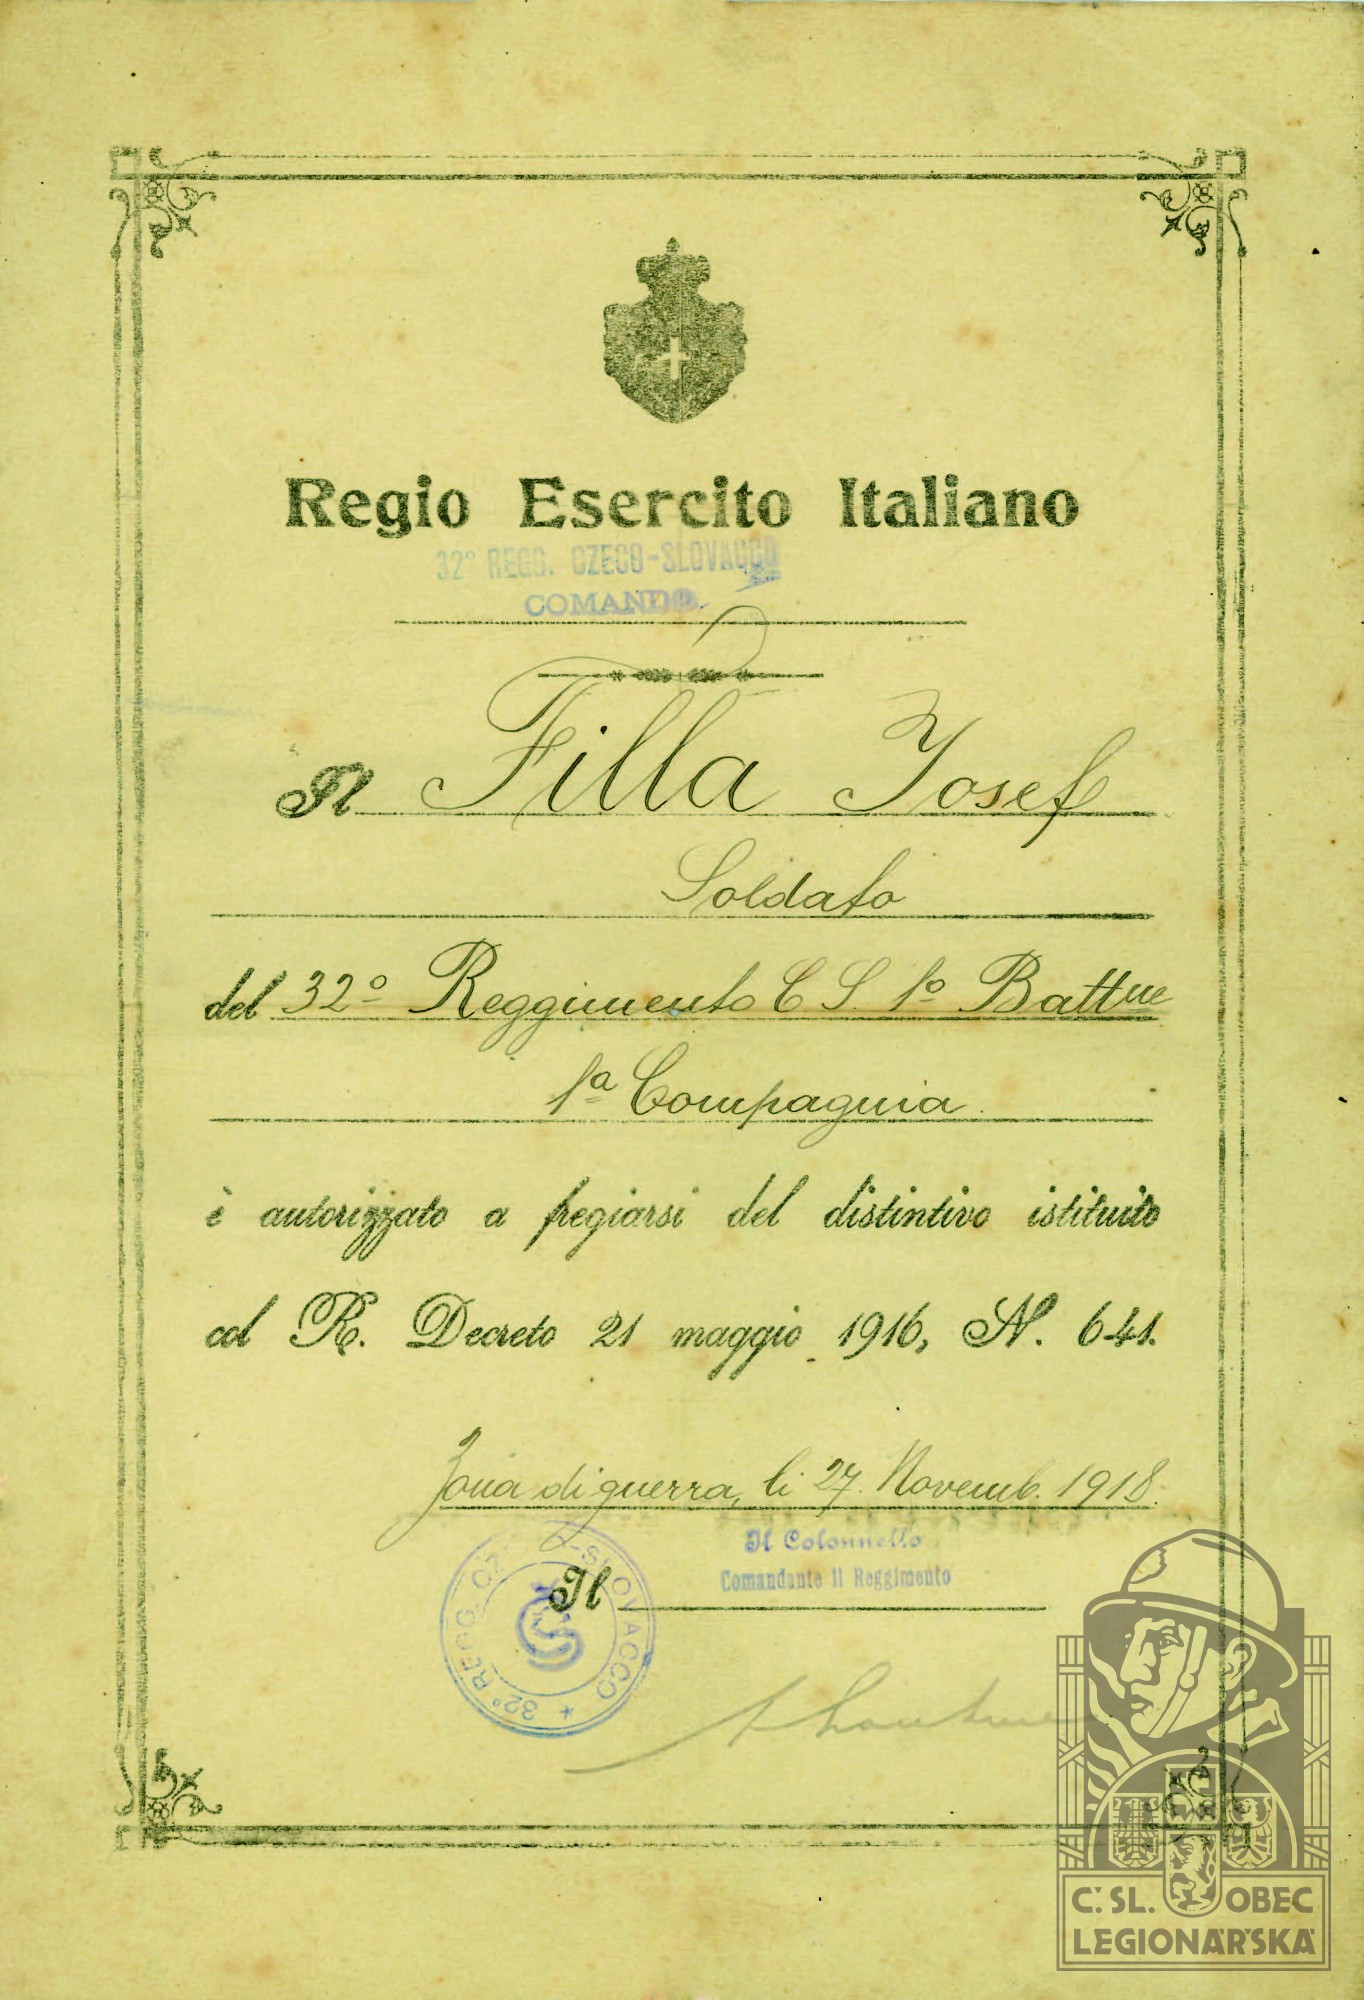 Regio Esercito Italiano
32° REGG. CZECO-SLOVACCO
COMANDO.
Il Filla Josef
Soldato
del 32° Reggimento C S. 1° Batt.ne
1ª Compagnia.
è autorizzato a fregiarsi del distintivo istituito
col R. Decreto 21 maggio 1916, N. 641.
Zona di guerra, li 27. Novemb. 1918.
Il Colonnello
Comandante il Reggimento
Il
32° REGG. CZECO-SLOVACCO *
CS
Č. SL. OBEC
LEGIONÁŘSKÁ